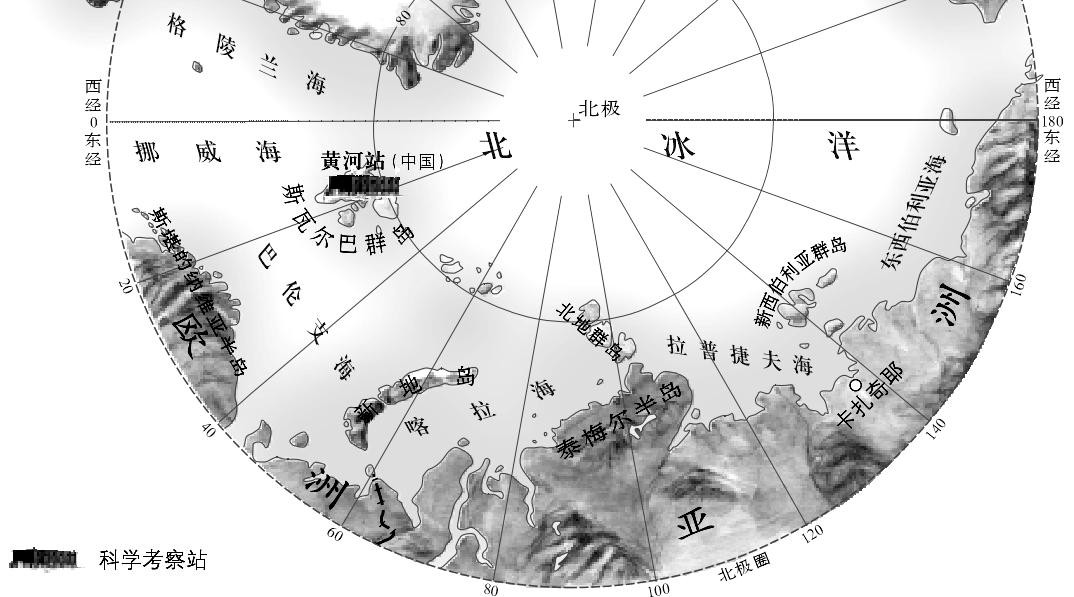 格陵兰海
80
北极
西经
0
东经
西经
180
东经
挪威海
北冰洋
黄河站(中国)
斯瓦尔巴群岛
东西伯利亚海
斯堪的纳维亚半岛
巴伦支海
新西伯利亚群岛
北地群岛
拉普捷夫海
20
160
欧洲
亚洲
新地岛
喀拉海
泰梅尔半岛
卡扎奇耶
40
140
60
120
80
100
北极圈
科学考察站